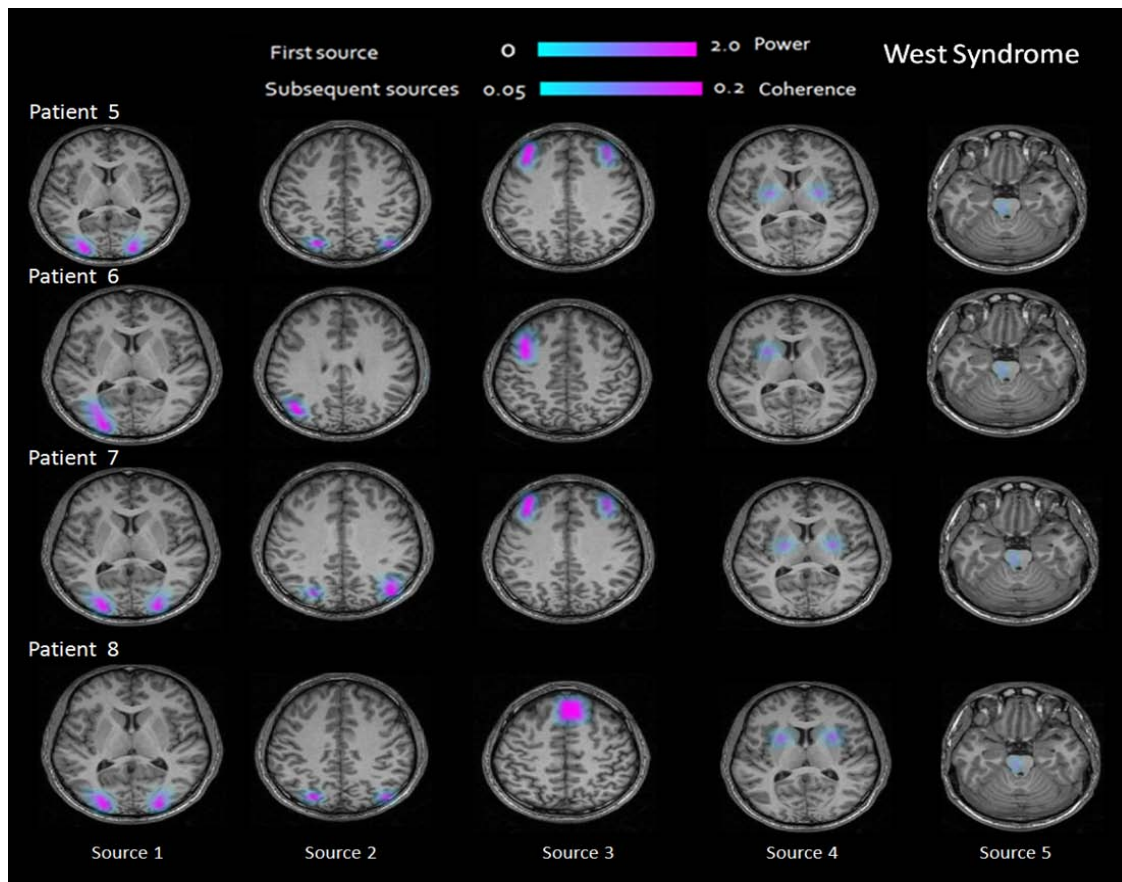 First source 0 2.0 Power West Syndrome
Subsequent sources 0.05 0.2 Coherence
Patient 5
Patient 6
Patient 7
Patient 8
Source 1 Source 2 Source 3 Source 4 Source 5